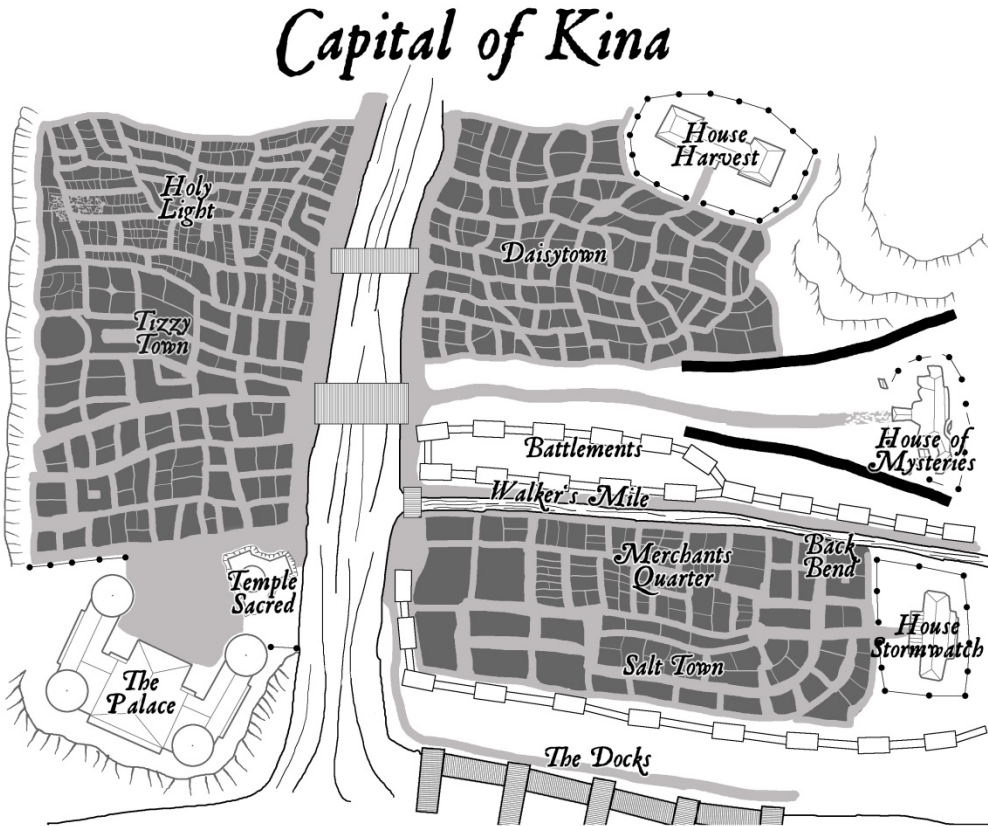 Capital of Kina
House
Harvest
Holy
Light
Daisytown
Tizzy
Town
Battlements
House of
Mysteries
Walker's Mile
Merchants
Quarter
Back
Bend
Temple
Sacred
House
Stormwatch
Salt Town
The
Palace
The Docks